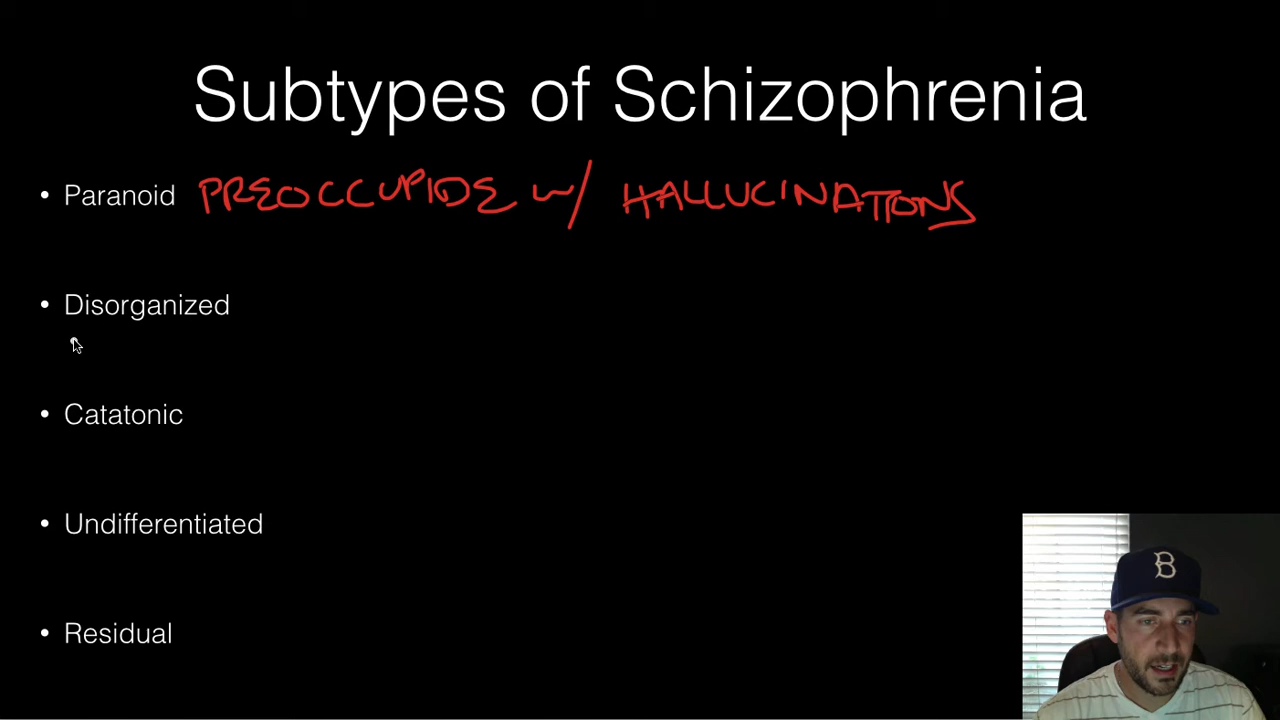 Subtypes of Schizophrenia
• Paranoid PREOCCUPIDE w/ HALLUCINATIONS
• Disorganized
• Catatonic
• Undifferentiated
• Residual
B